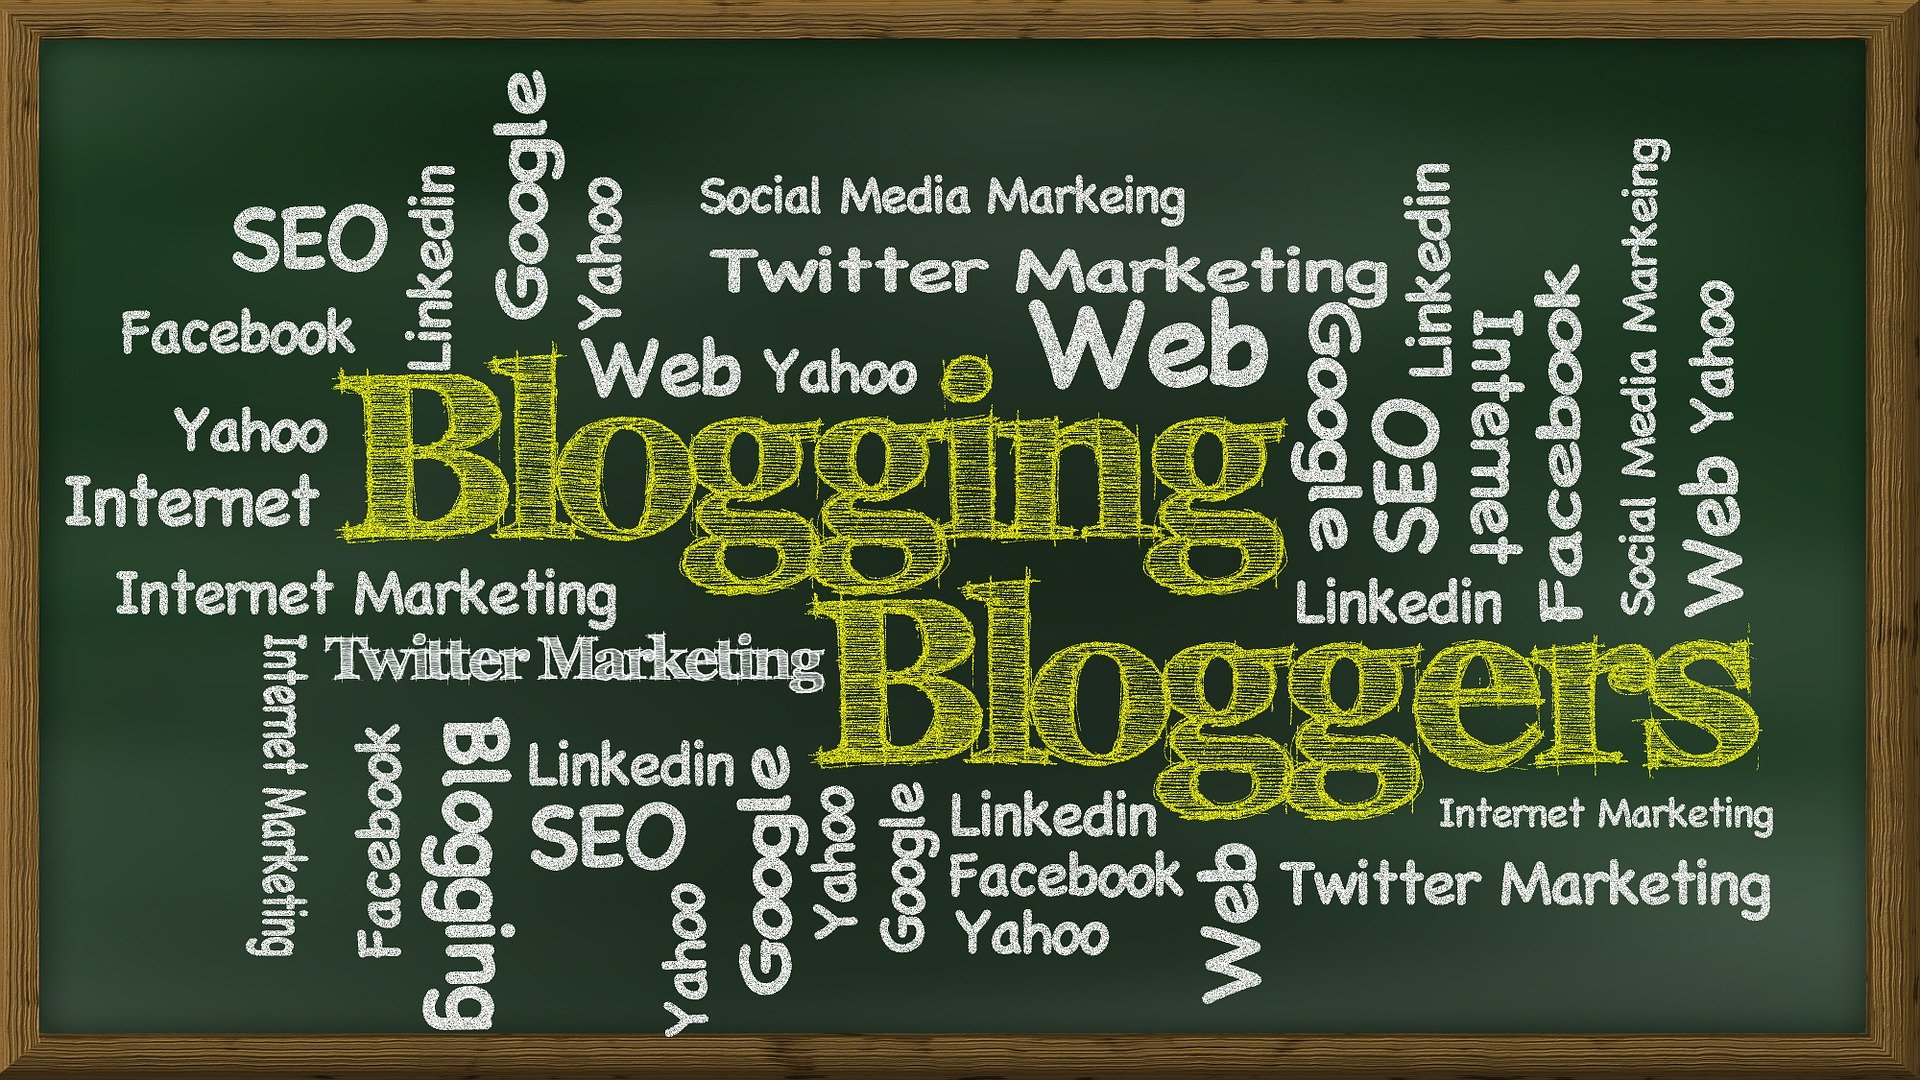 Google
Linkedin
SEO
Yahoo
Social Media Markeing
Twitter Marketing
Facebook
Web
Yahoo
Web
Google
Linkedin
SEO
Internet
Facebook
Social Media Markeing
Yahoo
Web
Yahoo
Internet
Blogging
Internet Marketing
Linkedin
Twitter Marketing
Bloggers
Internet Marketing
Facebook
Blogging
Linkedin
SEO
Yahoo
Google
Yahoo
Google
Linkedin
Facebook
Yahoo
Web
Internet Marketing
Twitter Marketing